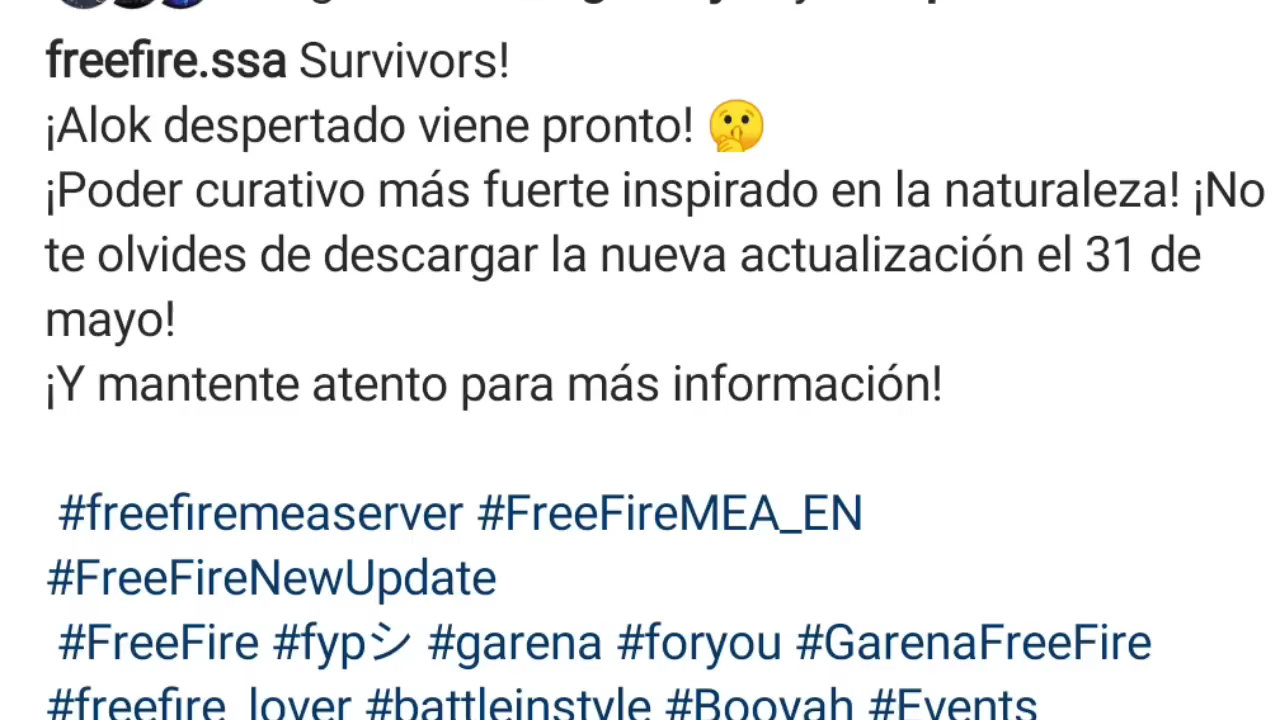 freefire.ssa Survivors!
¡Alok despertado viene pronto! 🤫
¡Poder curativo más fuerte inspirado en la naturaleza! ¡No
te olvides de descargar la nueva actualización el 31 de
mayo!
¡Y mantente atento para más información!
#freefiremeaserver #FreeFireMEA_EN
#FreeFireNewUpdate
#FreeFire #fypシ #garena #foryou #GarenaFreeFire
#freefire_lover #battleinstyle #Booyah #Events